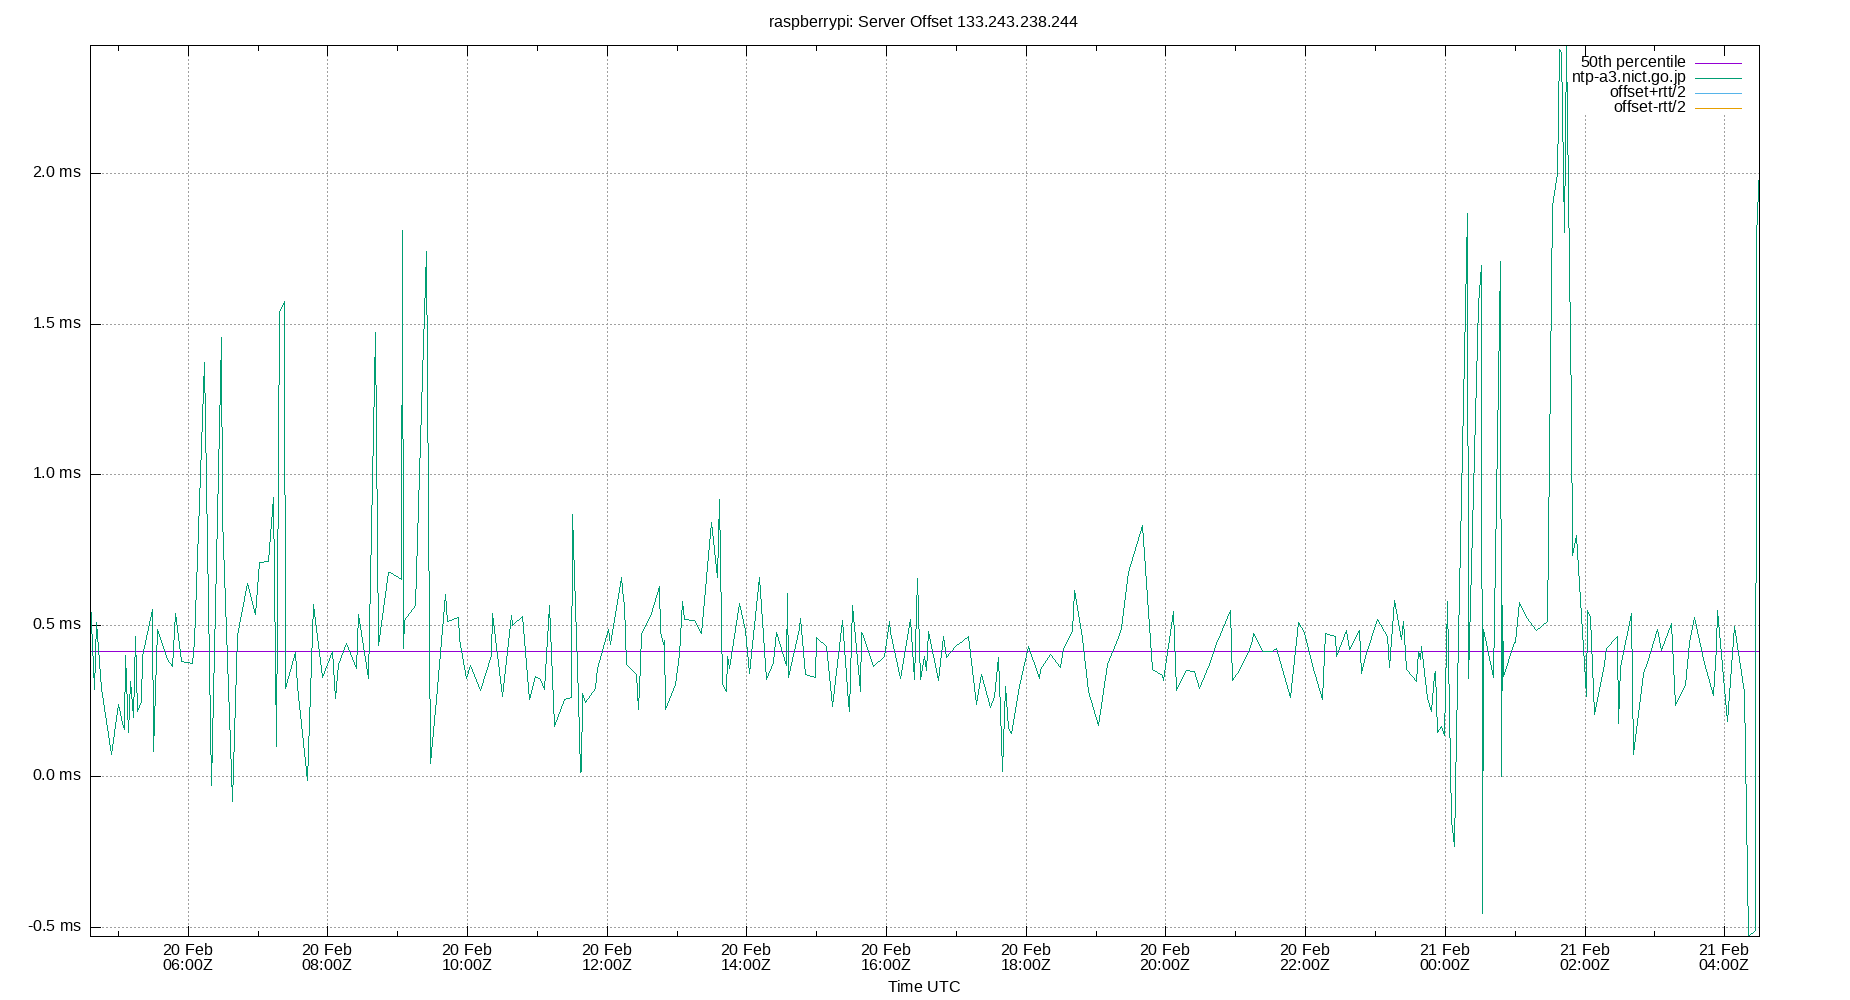 raspberrypi: Server Offset 133.243.238.244
50th percentile
ntp-a3.nict.go.jp
offset+rtt/2
offset-rtt/2
2.0 ms
1.5 ms
1.0 ms
0.5 ms
0.0 ms
-0.5 ms
20 Feb 20 Feb 20 Feb 20 Feb 20 Feb 20 Feb 20 Feb 20 Feb 20 Feb 21 Feb 21 Feb 21 Feb
06:00Z 08:00Z 10:00Z 12:00Z 14:00Z 16:00Z 18:00Z 20:00Z 22:00Z 00:00Z 02:00Z 04:00Z
Time UTC